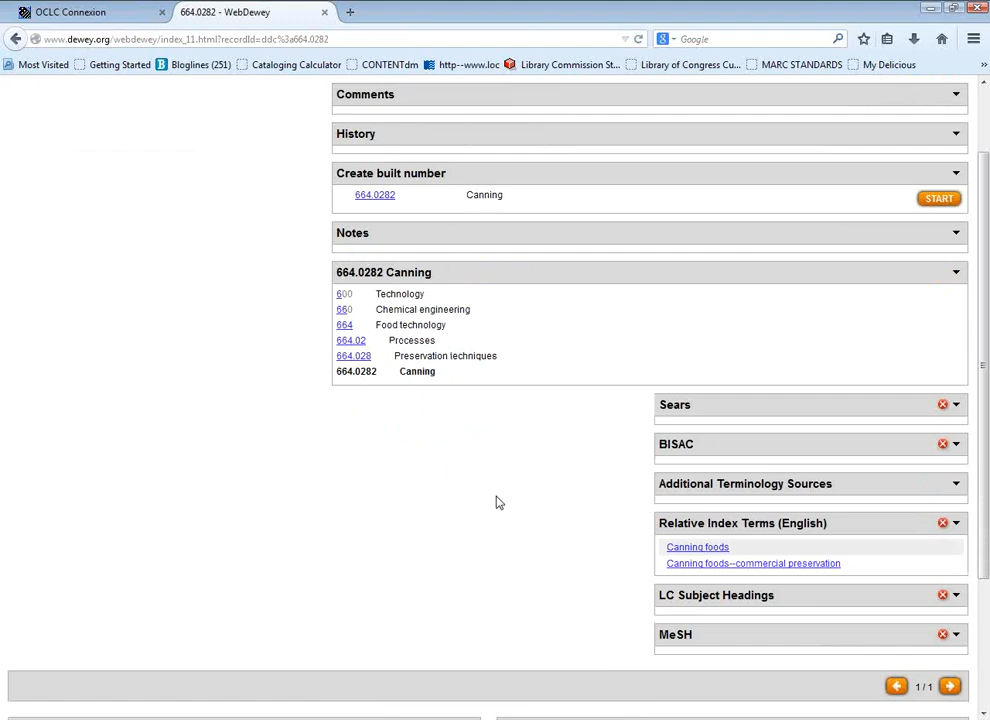 OCLC Connexion
664.0282 - WebDewey
www.dewey.org/webdewey/index_11.html?recordId=ddc%3a664.0282
Google
Most Visited Getting Started Bloglines (251) Cataloging Calculator CONTENTdm http--www.loc Library Commission St... Library of Congress Cu... MARC STANDARDS My Delicious »
Comments
History
Create built number
664.0282 Canning START
Notes
664.0282 Canning
600 Technology
660 Chemical engineering
664 Food technology
664.02 Processes
664.028 Preservation techniques
664.0282 Canning
Sears
BISAC
Additional Terminology Sources
Relative Index Terms (English)
Canning foods
Canning foods--commercial preservation
LC Subject Headings
MeSH
1/1